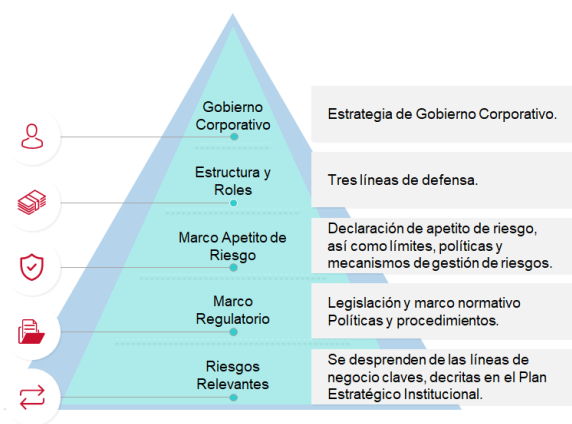 Gobierno
Corporativo
Estrategia de Gobierno Corporativo.
Estructura y
Roles
Tres líneas de defensa.
Marco Apetito de
Riesgo
Declaración de apetito de riesgo,
así como límites, políticas y
mecanismos de gestión de riesgos.
Marco
Regulatorio
Legislación y marco normativo
Políticas y procedimientos.
Riesgos
Relevantes
Se desprenden de las líneas de
negocio claves, decritas en el Plan
Estratégico Institucional.